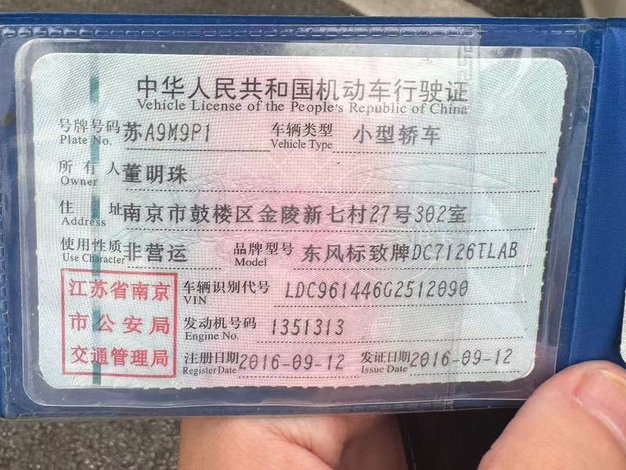 中华人民共和国机动车行驶证
Vehicle License of the People's Republic of China
号牌号码 苏A9M9P1 车辆类型 小型轿车
Plate No. Vehicle Type
所有人 董明珠
Owner
住址 南京市鼓楼区金陵新七村27号302室
Address
使用性质 非营运 品牌型号 东风标致牌DC7126TLAB
Use Character Model
江苏省南京 车辆识别代号 LDC961446G2512090
VIN
市公安局 发动机号码 1351313
Engine No.
交通管理局 注册日期 2016-09-12 发证日期 2016-09-12
Register Date Issue Date